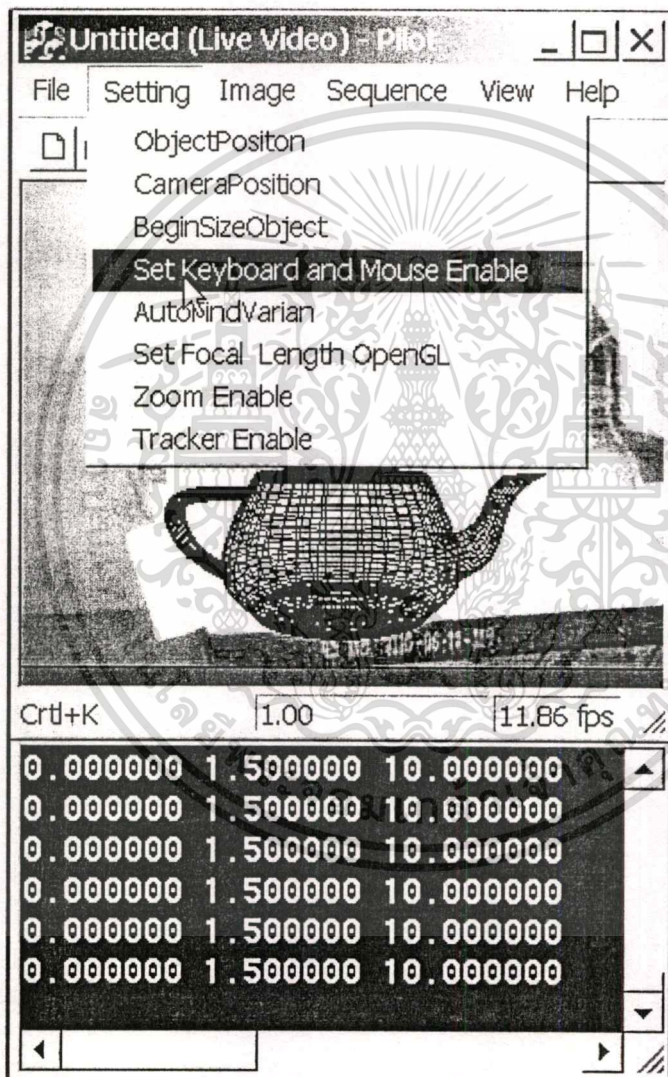 Untitled (Live Video) - Pilot
File Setting Image Sequence View Help
ObjectPositon
CameraPosition
BeginSizeObject
Set Keyboard and Mouse Enable
AutoFindVarian
Set Focal Length OpenGL
Zoom Enable
Tracker Enable
Crtl+K 1.00 11.86 fps
0.000000 1.500000 10.000000
0.000000 1.500000 10.000000
0.000000 1.500000 10.000000
0.000000 1.500000 10.000000
0.000000 1.500000 10.000000
0.000000 1.500000 10.000000